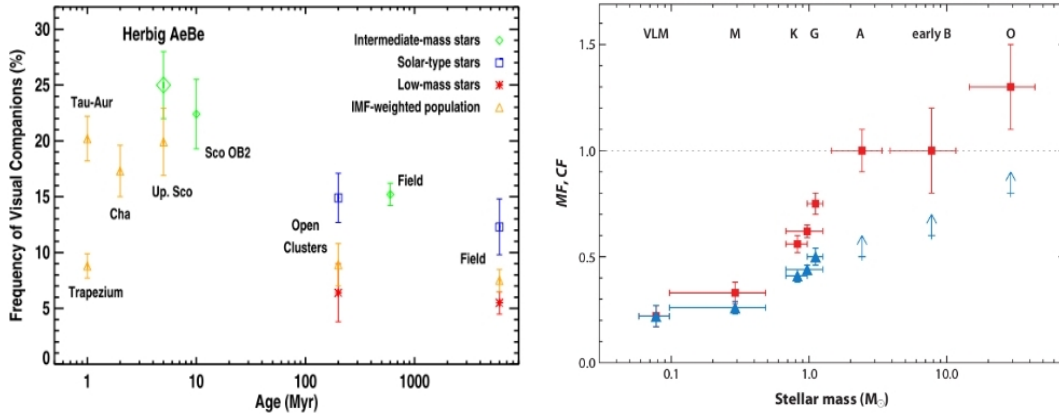 Frequency of Visual Companions (%)
30
25
20
15
10
5
0
Herbig AeBe
Intermediate-mass stars
Solar-type stars
Low-mass stars
IMF-weighted population
Tau-Aur
Sco OB2
Up. Sco
Cha
Field
Open
Clusters
Field
Trapezium
1
10
100
1000
Age (Myr)
MF, CF
1.5
1.0
0.5
0.0
VLM
M
K
G
A
early B
O
0.1
1.0
10.0
Stellar mass (M☉)